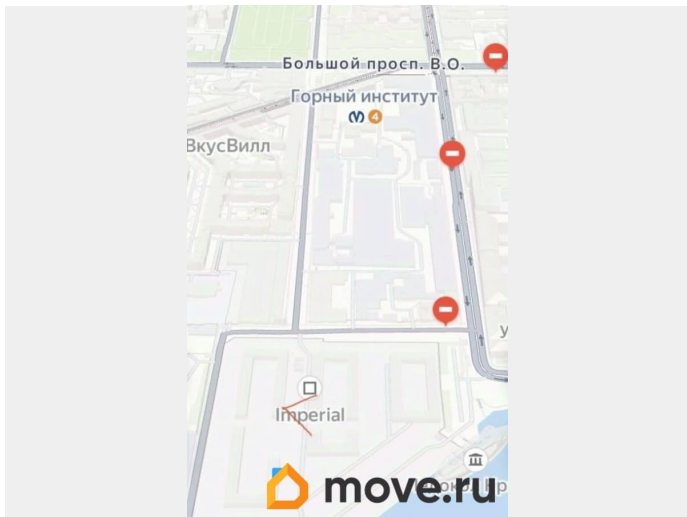 Большой просп. В.О.
Горный институт
4
ВкусВилл
У
Imperial
move.ru